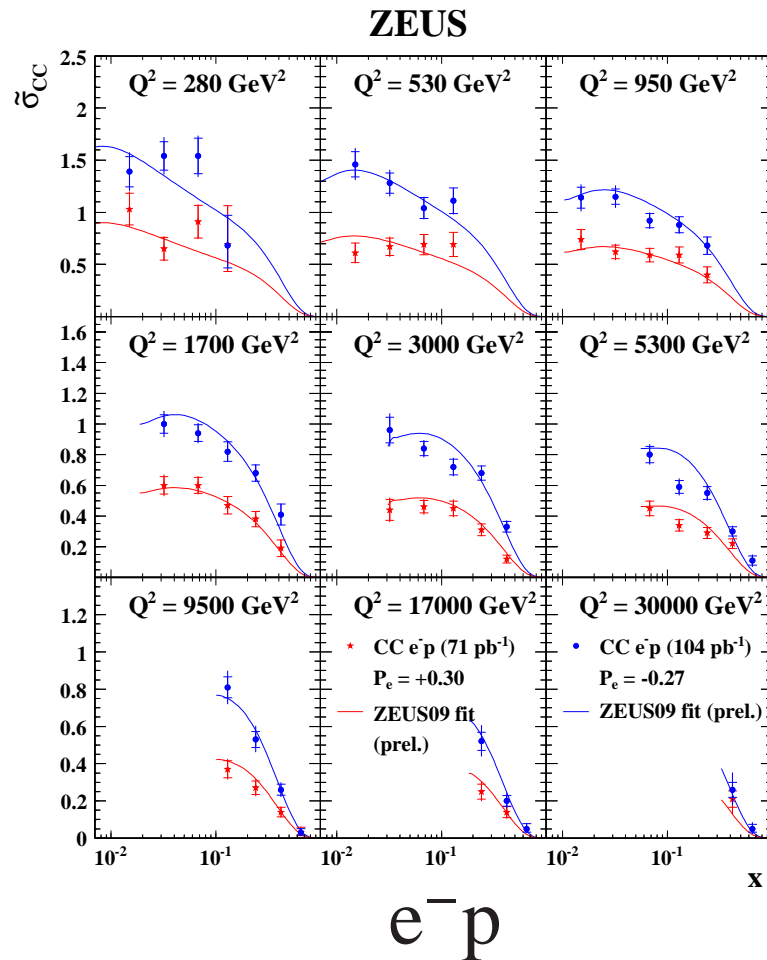 ZEUS
σ̃CC
Q² = 280 GeV²
Q² = 530 GeV²
Q² = 950 GeV²
2.5
2
1.5
1
0.5
Q² = 1700 GeV²
Q² = 3000 GeV²
Q² = 5300 GeV²
1.6
1.4
1.2
1
0.8
0.6
0.4
0.2
Q² = 9500 GeV²
Q² = 17000 GeV²
Q² = 30000 GeV²
1.2
1
0.8
0.6
0.4
0.2
0
CC e⁻p (71 pb⁻¹)
Pe = +0.30
ZEUS09 fit
(prel.)
CC e⁻p (104 pb⁻¹)
Pe = -0.27
ZEUS09 fit (prel.)
10⁻² 10⁻¹ 10⁻² 10⁻¹ 10⁻² 10⁻¹
x
e⁻p